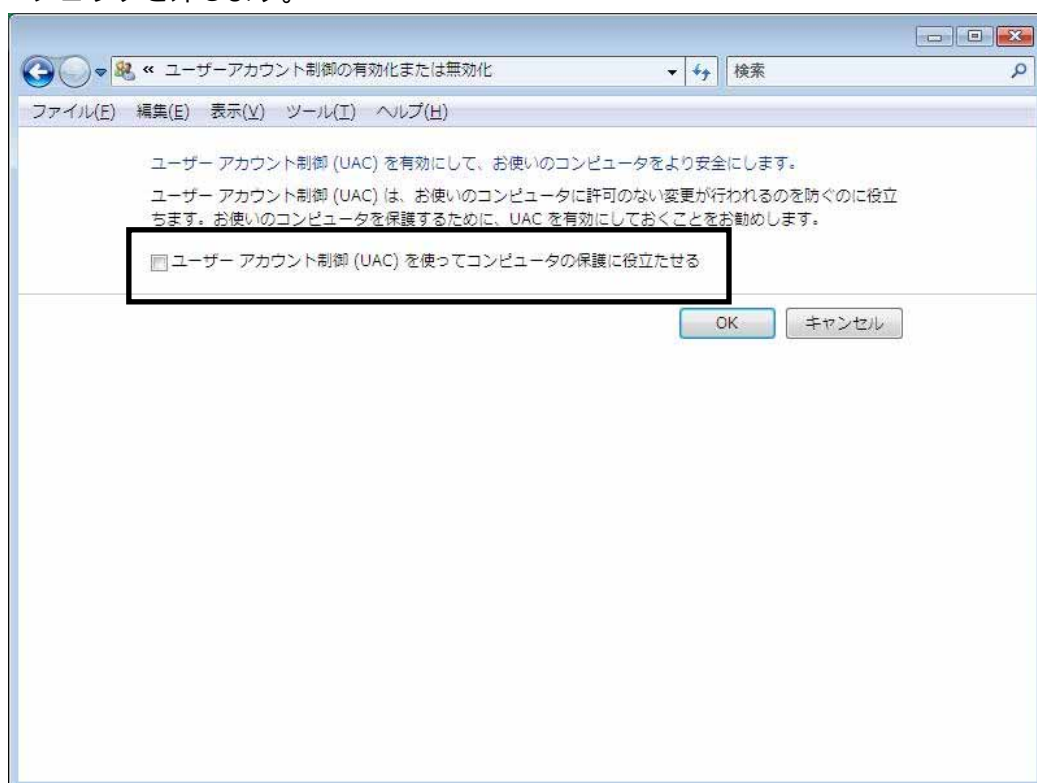 « ユーザーアカウント制御の有効化または無効化
検索
ファイル(F) 編集(E) 表示(V) ツール(T) ヘルプ(H)
ユーザー アカウント制御 (UAC) を有効にして、お使いのコンピュータをより安全にします。
ユーザー アカウント制御 (UAC) は、お使いのコンピュータに許可のない変更が行われるのを防ぐのに役立
ちます。お使いのコンピュータを保護するために、UAC を有効にしておくことをお勧めします。
ユーザー アカウント制御 (UAC) を使ってコンピュータの保護に役立たせる
OK キャンセル